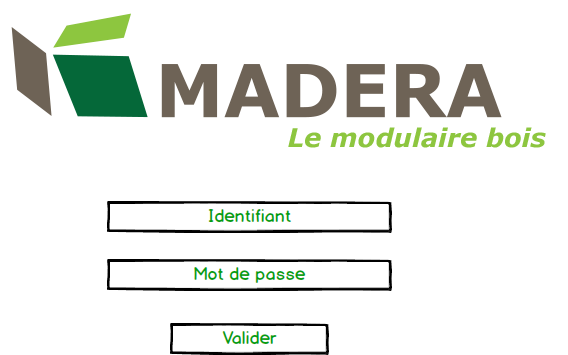 MADERA
Le modulaire bois
Identifiant
Mot de passe
Valider